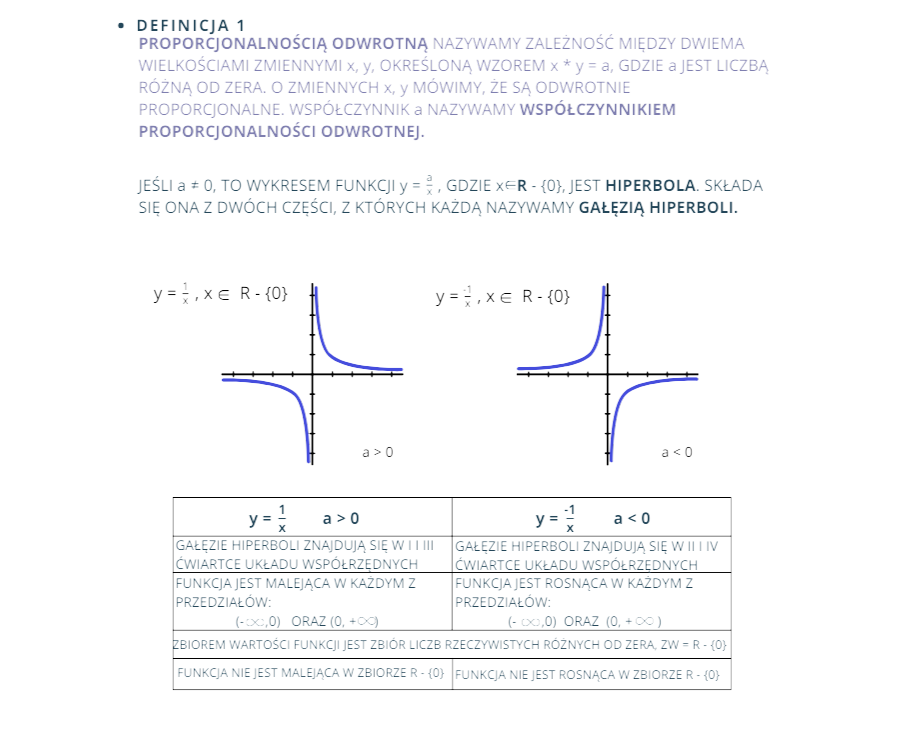 • DEFINICJA 1
PROPORCJONALNOŚCIĄ ODWROTNĄ NAZYWAMY ZALEŻNOŚĆ MIĘDZY DWIEMA
WIELKOŚCIAMI ZMIENNYMI x, y, OKREŚLONĄ WZOREM x * y = a, GDZIE a JEST LICZBĄ
RÓŻNĄ OD ZERA. O ZMIENNYCH x, y MÓWIMY, ŻE SĄ ODWROTNIE
PROPORCJONALNE. WSPÓŁCZYNNIK a NAZYWAMY WSPÓŁCZYNNIKIEM
PROPORCJONALNOŚCI ODWROTNEJ.
JEŚLI a ≠ 0, TO WYKRESEM FUNKCJI y = a/x , GDZIE x∈R - {0}, JEST HIPERBOLA. SKŁADA
SIĘ ONA Z DWÓCH CZĘŚCI, Z KTÓRYCH KAŻDĄ NAZYWAMY GAŁĘZIĄ HIPERBOLI.
y = 1/x , x ∈ R - {0}
y = -1/x , x ∈ R - {0}
a > 0
a < 0
y = 1/x a > 0
y = -1/x a < 0
GAŁĘZIE HIPERBOLI ZNAJDUJĄ SIĘ W I I III
ĆWIARTCE UKŁADU WSPÓŁRZĘDNYCH
GAŁĘZIE HIPERBOLI ZNAJDUJĄ SIĘ W II I IV
ĆWIARTCE UKŁADU WSPÓŁRZĘDNYCH
FUNKCJA JEST MALEJĄCA W KAŻDYM Z
PRZEDZIAŁÓW:
(-∞,0) ORAZ (0, +∞)
FUNKCJA JEST ROSNĄCA W KAŻDYM Z
PRZEDZIAŁÓW:
(- ∞,0) ORAZ (0, + ∞ )
ZBIOREM WARTOŚCI FUNKCJI JEST ZBIÓR LICZB RZECZYWISTYCH RÓŻNYCH OD ZERA, ZW = R - {0}
FUNKCJA NIE JEST MALEJĄCA W ZBIORZE R - {0}
FUNKCJA NIE JEST ROSNĄCA W ZBIORZE R - {0}